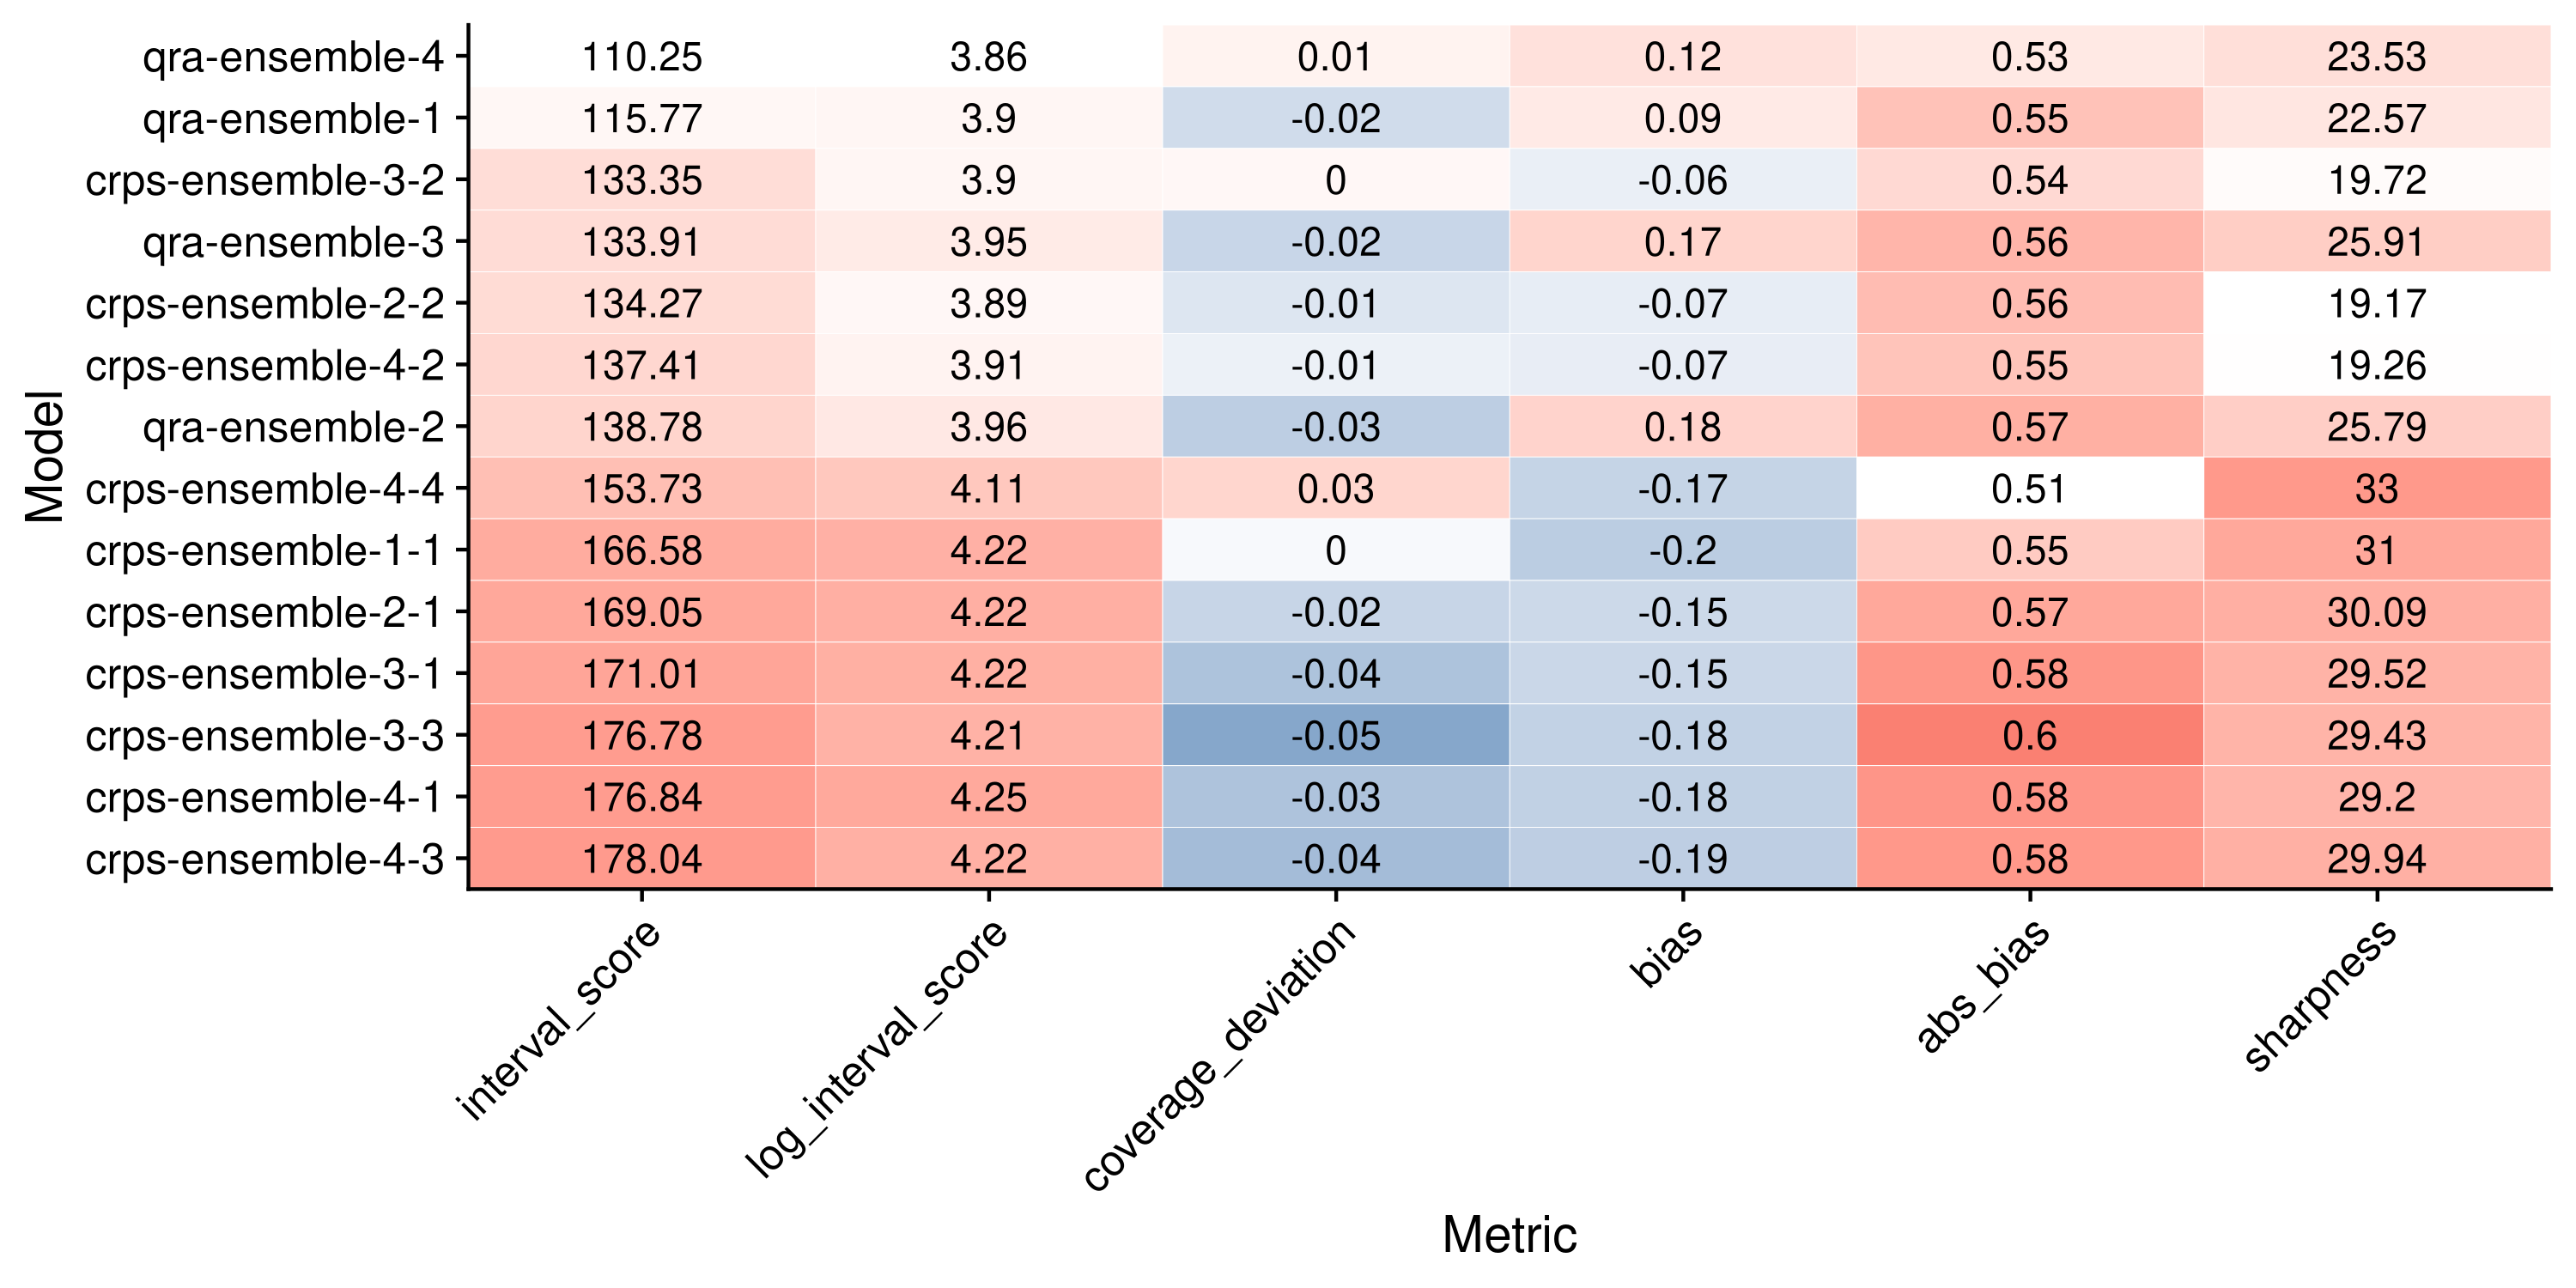 qra-ensemble-4 110.25 3.86 0.01 0.12 0.53 23.53
qra-ensemble-1 115.77 3.9 -0.02 0.09 0.55 22.57
crps-ensemble-3-2 133.35 3.9 0 -0.06 0.54 19.72
qra-ensemble-3 133.91 3.95 -0.02 0.17 0.56 25.91
crps-ensemble-2-2 134.27 3.89 -0.01 -0.07 0.56 19.17
crps-ensemble-4-2 137.41 3.91 -0.01 -0.07 0.55 19.26
qra-ensemble-2 138.78 3.96 -0.03 0.18 0.57 25.79
crps-ensemble-4-4 153.73 4.11 0.03 -0.17 0.51 33
crps-ensemble-1-1 166.58 4.22 0 -0.2 0.55 31
crps-ensemble-2-1 169.05 4.22 -0.02 -0.15 0.57 30.09
crps-ensemble-3-1 171.01 4.22 -0.04 -0.15 0.58 29.52
crps-ensemble-3-3 176.78 4.21 -0.05 -0.18 0.6 29.43
crps-ensemble-4-1 176.84 4.25 -0.03 -0.18 0.58 29.2
crps-ensemble-4-3 178.04 4.22 -0.04 -0.19 0.58 29.94
Model
interval_score log_interval_score coverage_deviation bias abs_bias sharpness
Metric